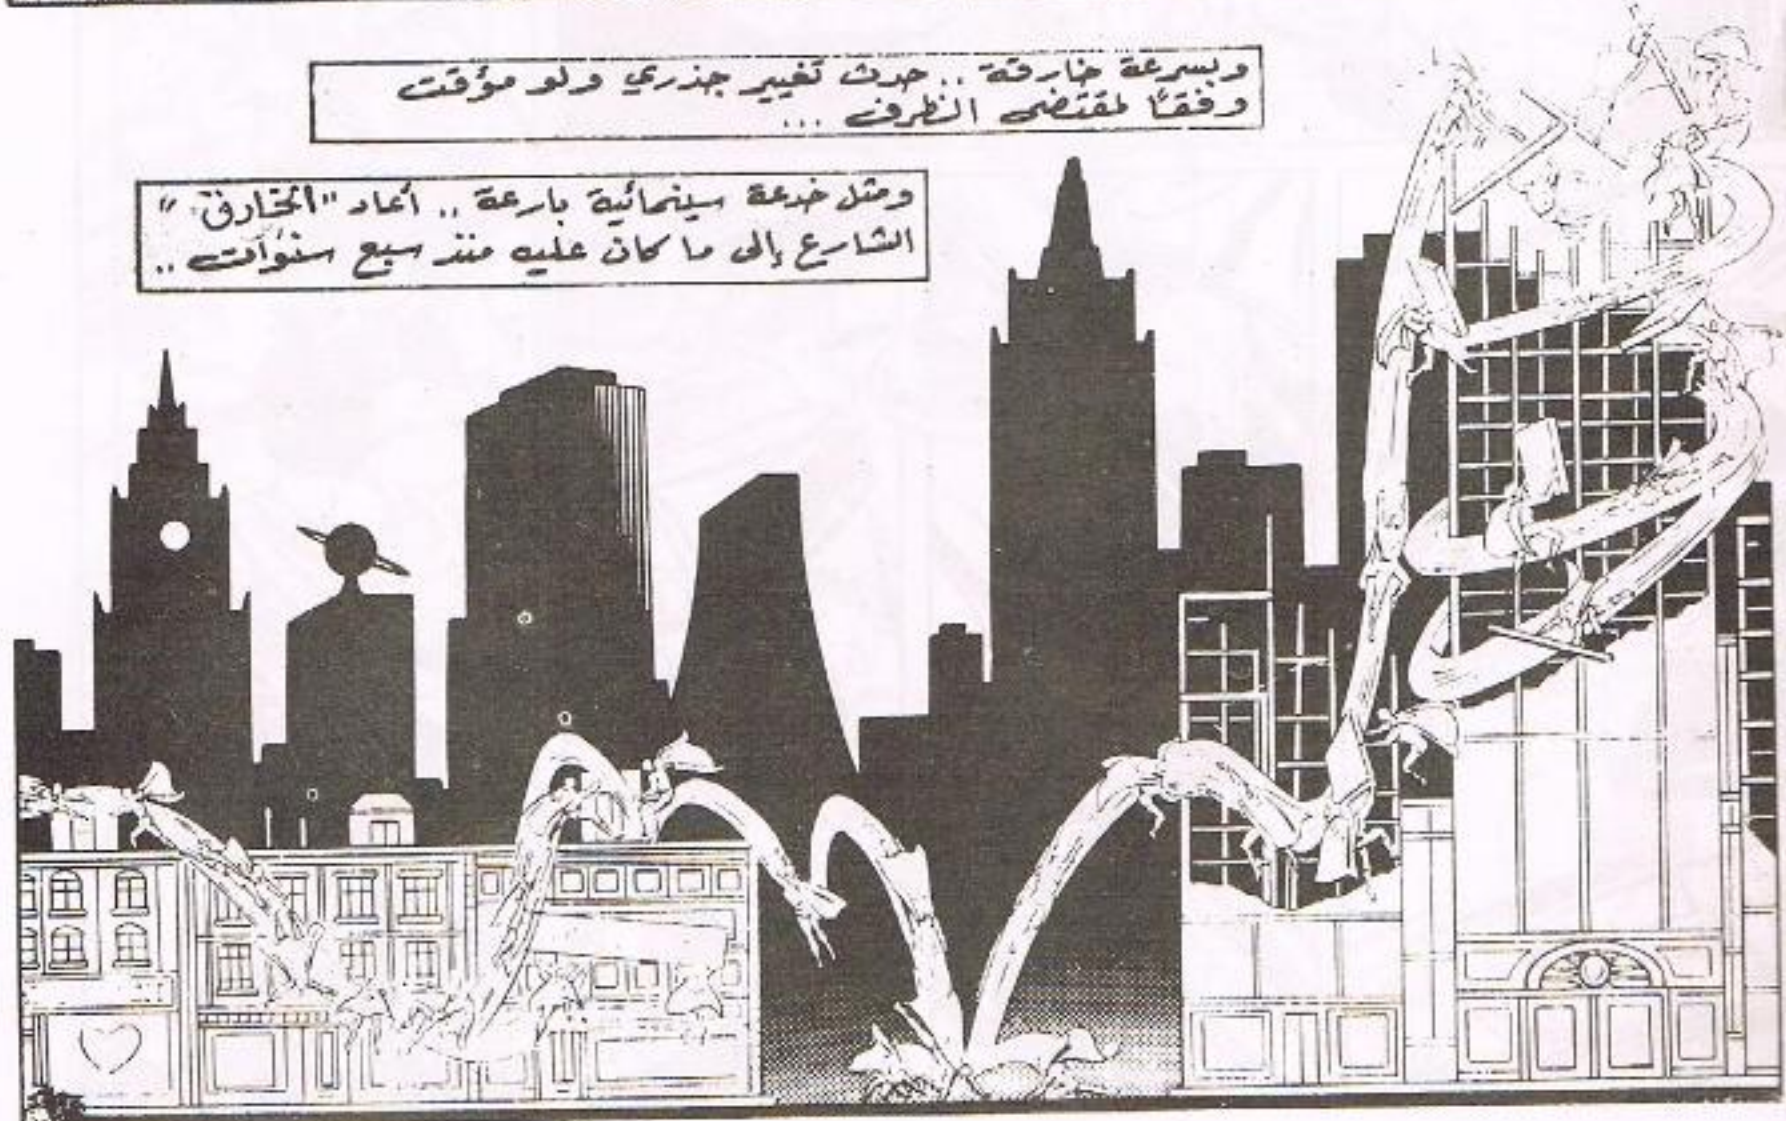 وبسرعة خارقة .. حدث تغيير جذري ولو مؤقت
وفقًا لمقتضى الظرف ...
ومثل خدعة سينمائية بارعة .. أعاد "الخارق"
الشارع إلى ما كان عليه منذ سبع سنوات ..